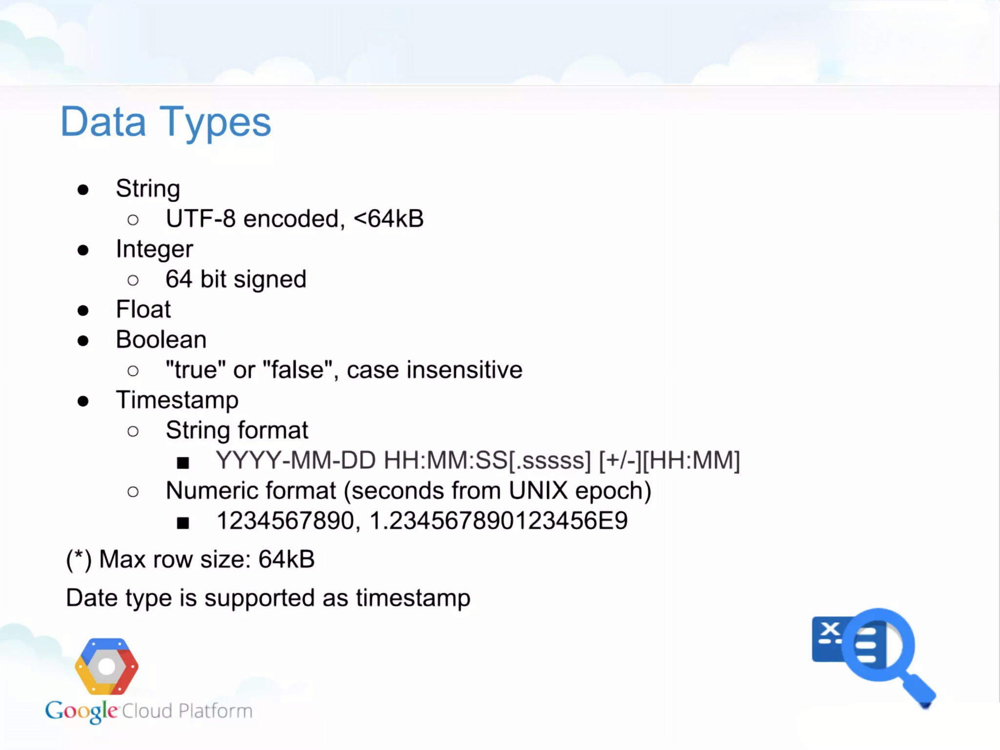 Data Types
● String
○ UTF-8 encoded, <64kB
● Integer
○ 64 bit signed
● Float
● Boolean
○ "true" or "false", case insensitive
● Timestamp
○ String format
■ YYYY-MM-DD HH:MM:SS[.sssss] [+/-][HH:MM]
○ Numeric format (seconds from UNIX epoch)
■ 1234567890, 1.234567890123456E9
(*) Max row size: 64kB
Date type is supported as timestamp
Google Cloud Platform